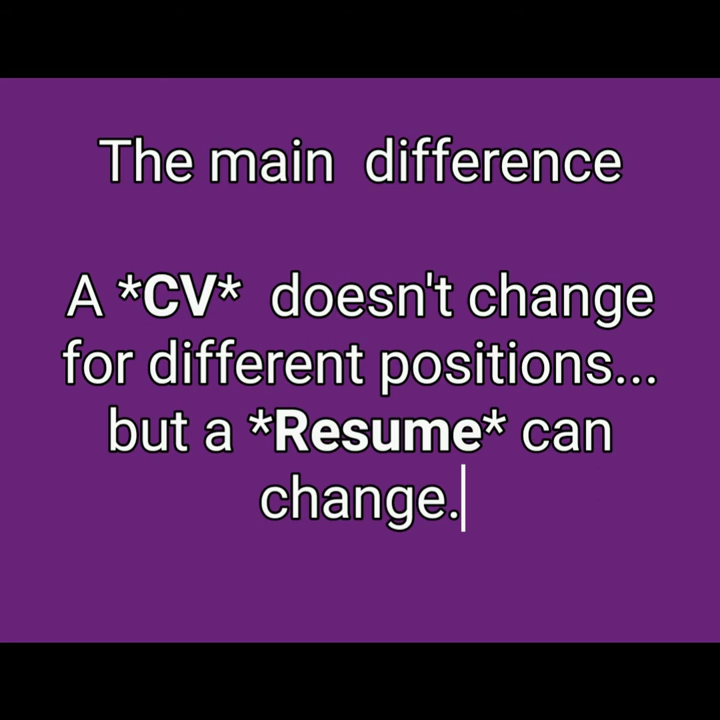 The main  difference
A *CV*  doesn't change
for different positions...
but a *Resume* can
change.